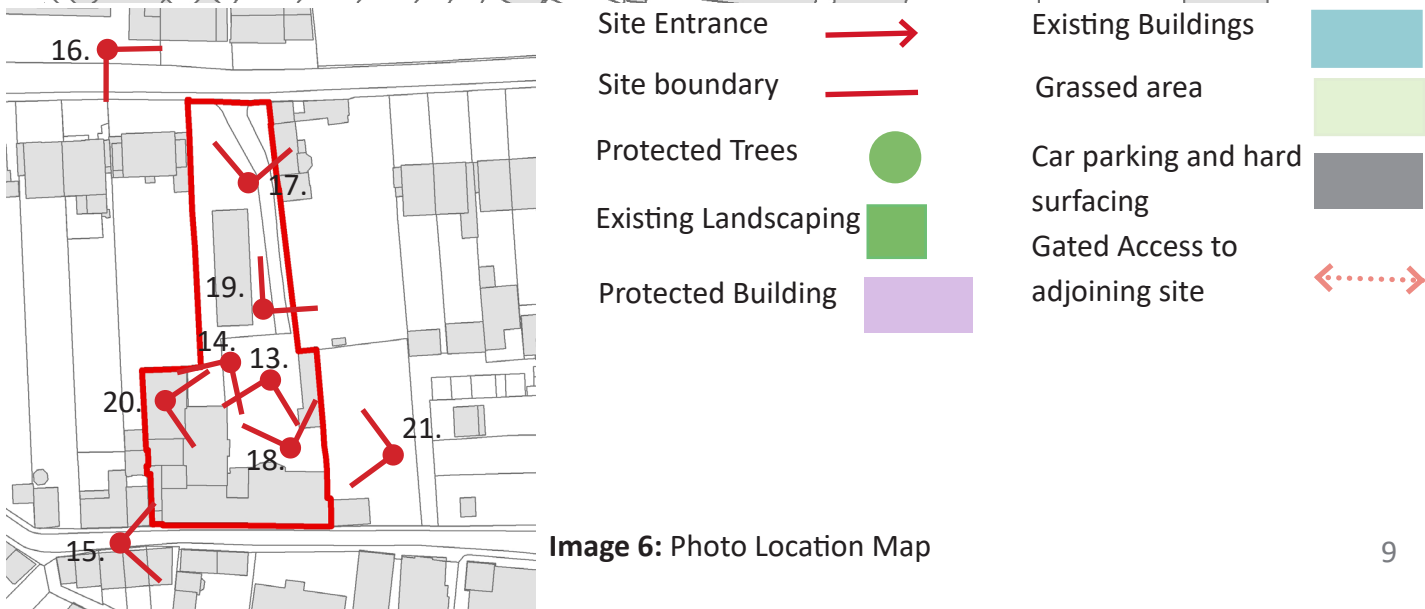 16.
17.
19.
14.
13.
20.
21.
18.
15.
Site Entrance
Site boundary
Protected Trees
Existing Landscaping
Protected Building
Existing Buildings
Grassed area
Car parking and hard
surfacing
Gated Access to
adjoining site
Image 6: Photo Location Map
9